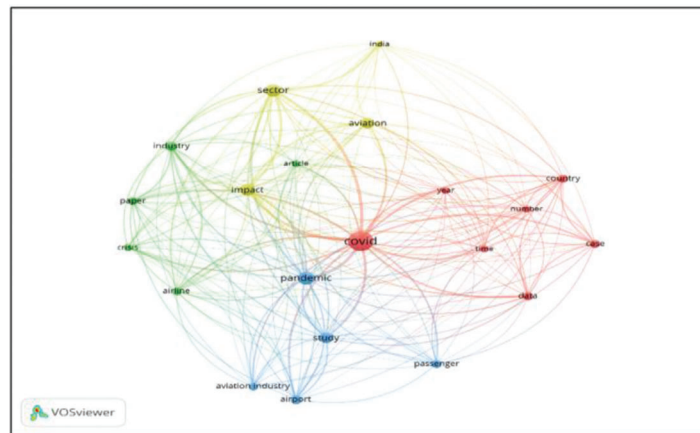 india
sector
aviation
industry
article
country
impact
year
paper
number
covid
case
crisis
time
pandemic
airline
data
study
passenger
aviation industry
airport
VOSviewer